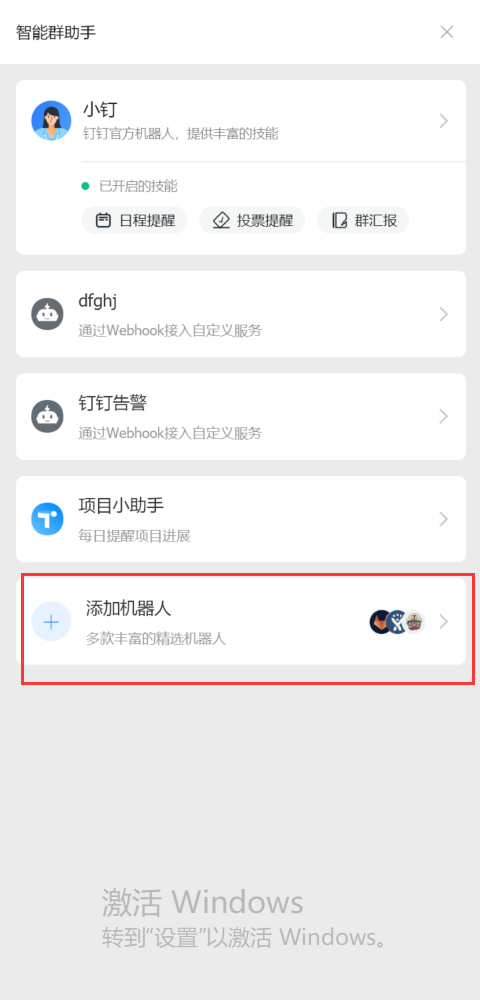 智能群助手
小钉
钉钉官方机器人，提供丰富的技能
已开启的技能
日程提醒 投票提醒 群汇报
dfghj
通过Webhook接入自定义服务
钉钉告警
通过Webhook接入自定义服务
项目小助手
每日提醒项目进展
添加机器人
多款丰富的精选机器人
激活 Windows
转到“设置”以激活 Windows。